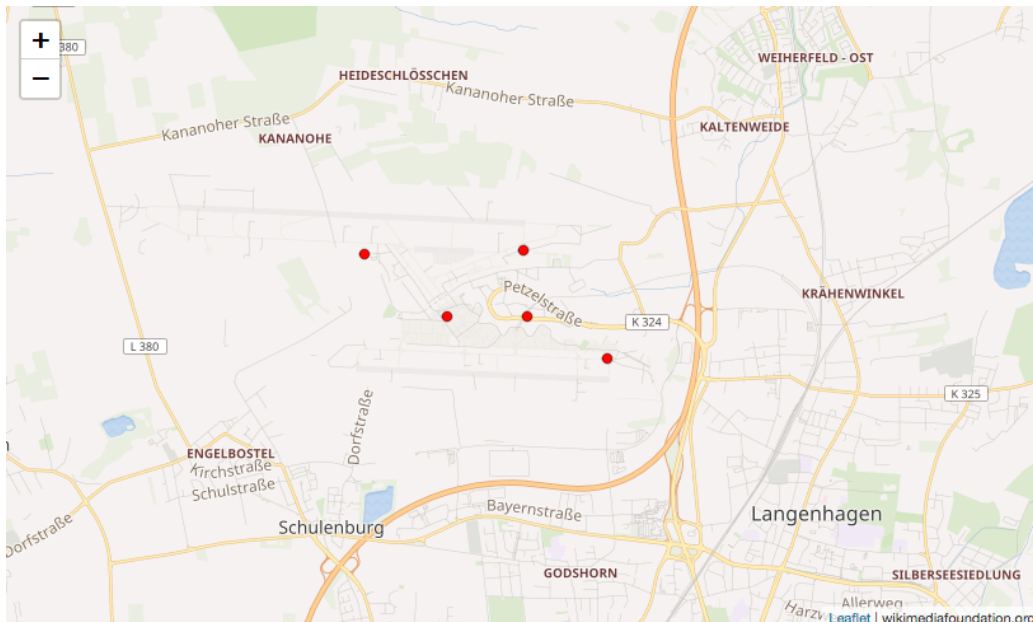 +
380
−
WEIHERFELD - OST
HEIDESCHLÖSSCHEN
Kananoher Straße
Kananoher Straße
KALTENWEIDE
KANANOHE
Petzelstraße
KRÄHENWINKEL
K 324
L 380
K 325
Dorfstraße
ENGELBOSTEL
Kirchstraße
Schulstraße
Bayernstraße
Langenhagen
Dorfstraße
Schulenburg
GODSHORN
SILBERSEESIEDLUNG
Allerweg
Harzw
Leaflet | wikimediafoundation.org